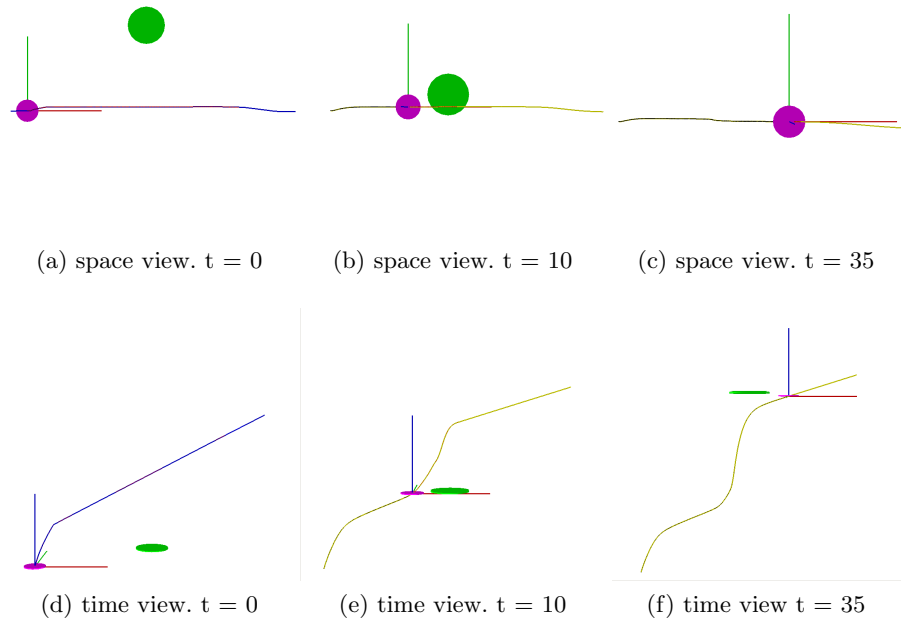 (a) space view. t = 0
(b) space view. t = 10
(c) space view. t = 35
(d) time view. t = 0
(e) time view. t = 10
(f) time view t = 35